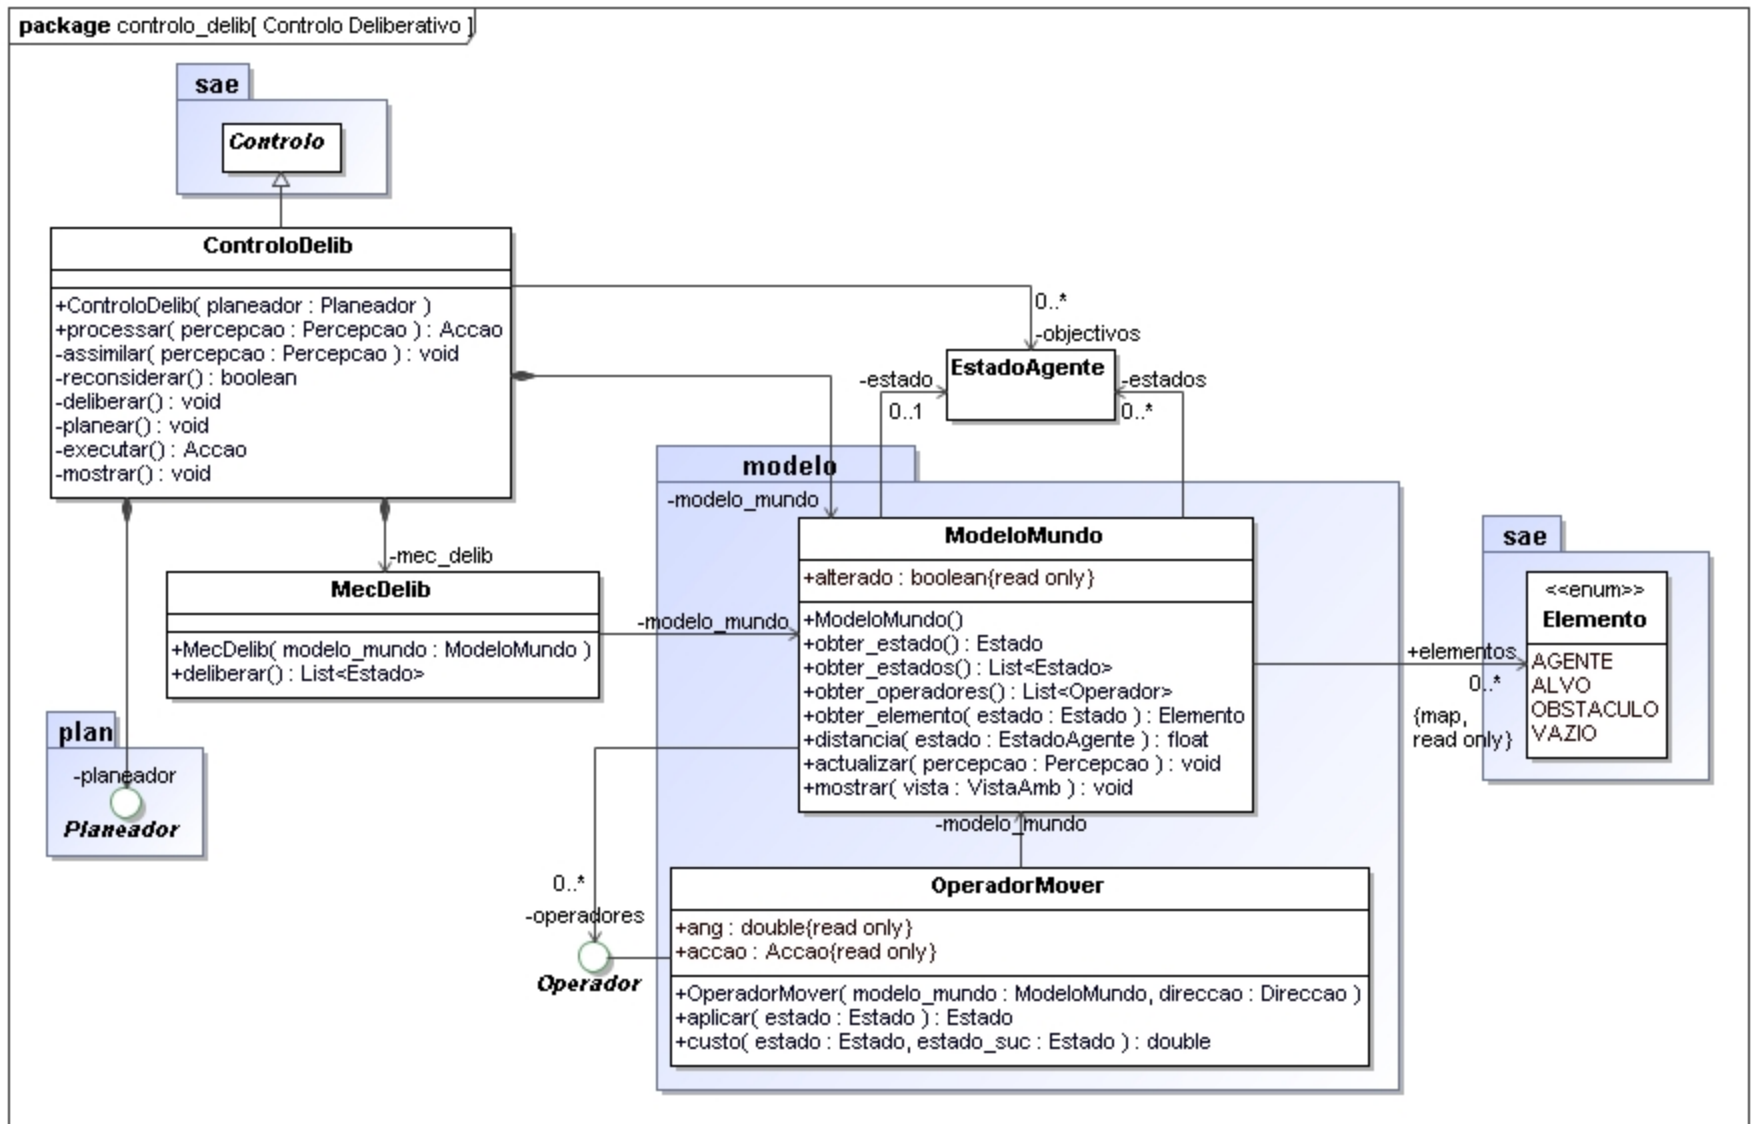 package controlo_delib[ Controlo Deliberativo ]
sae
Controlo
ControloDelib
+ControloDelib( planeador : Planeador )
+processar( percepcao : Percepcao ) : Accao
-assimilar( percepcao : Percepcao ) : void
-reconsiderar() : boolean
-deliberar() : void
-planear() : void
-executar() : Accao
-mostrar() : void
0..*
-objectivos
EstadoAgente
-estado
0..1
-estados
0..*
-mec_delib
MecDelib
+MecDelib( modelo_mundo : ModeloMundo )
+deliberar() : List<Estado>
plan
-planeador
Planeador
modelo
-modelo_mundo
-modelo_mundo
ModeloMundo
+alterado : boolean{read only}
+ModeloMundo()
+obter_estado() : Estado
+obter_estados() : List<Estado>
+obter_operadores() : List<Operador>
+obter_elemento( estado : Estado ) : Elemento
+distancia( estado : EstadoAgente ) : float
+actualizar( percepcao : Percepcao ) : void
+mostrar( vista : VistaAmb ) : void
sae
<<enum>>
Elemento
AGENTE
ALVO
OBSTACULO
VAZIO
+elementos
0..*
{map,
read only}
-modelo_mundo
0..*
-operadores
Operador
OperadorMover
+ang : double{read only}
+accao : Accao{read only}
+OperadorMover( modelo_mundo : ModeloMundo, direccao : Direccao )
+aplicar( estado : Estado ) : Estado
+custo( estado : Estado, estado_suc : Estado ) : double